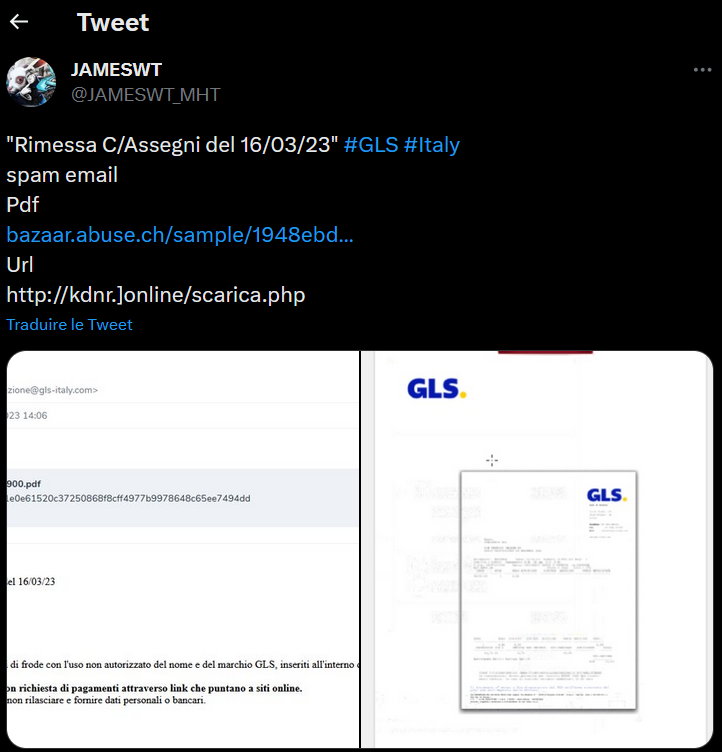 Tweet
JAMESWT
@JAMESWT_MHT
"Rimessa C/Assegni del 16/03/23" #GLS #Italy
spam email
Pdf
bazaar.abuse.ch/sample/1948ebd...
Url
http://kdnr.]online/scarica.php
Traduire le Tweet
zione@gls-italy.com>
023 14:06
900.pdf
1e0e61520c37250868f8cff4977b9978648c65ee7494dd
el 16/03/23
di frode con l'uso non autorizzato del nome e del marchio GLS, inseriti all'interno
on richiesta di pagamenti attraverso link che puntano a siti online.
non rilasciare e fornire dati personali o bancari.
GLS.
GLS.